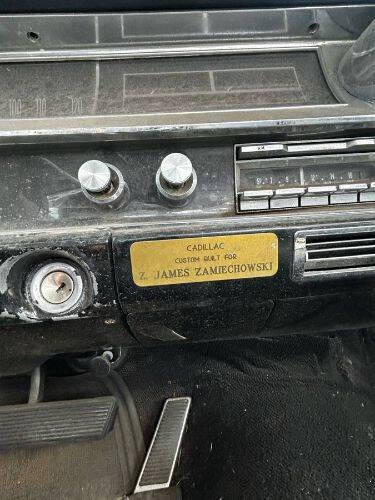 CADILLAC
CUSTOM BUILT FOR
Z. JAMES ZAMIECHOWSKI